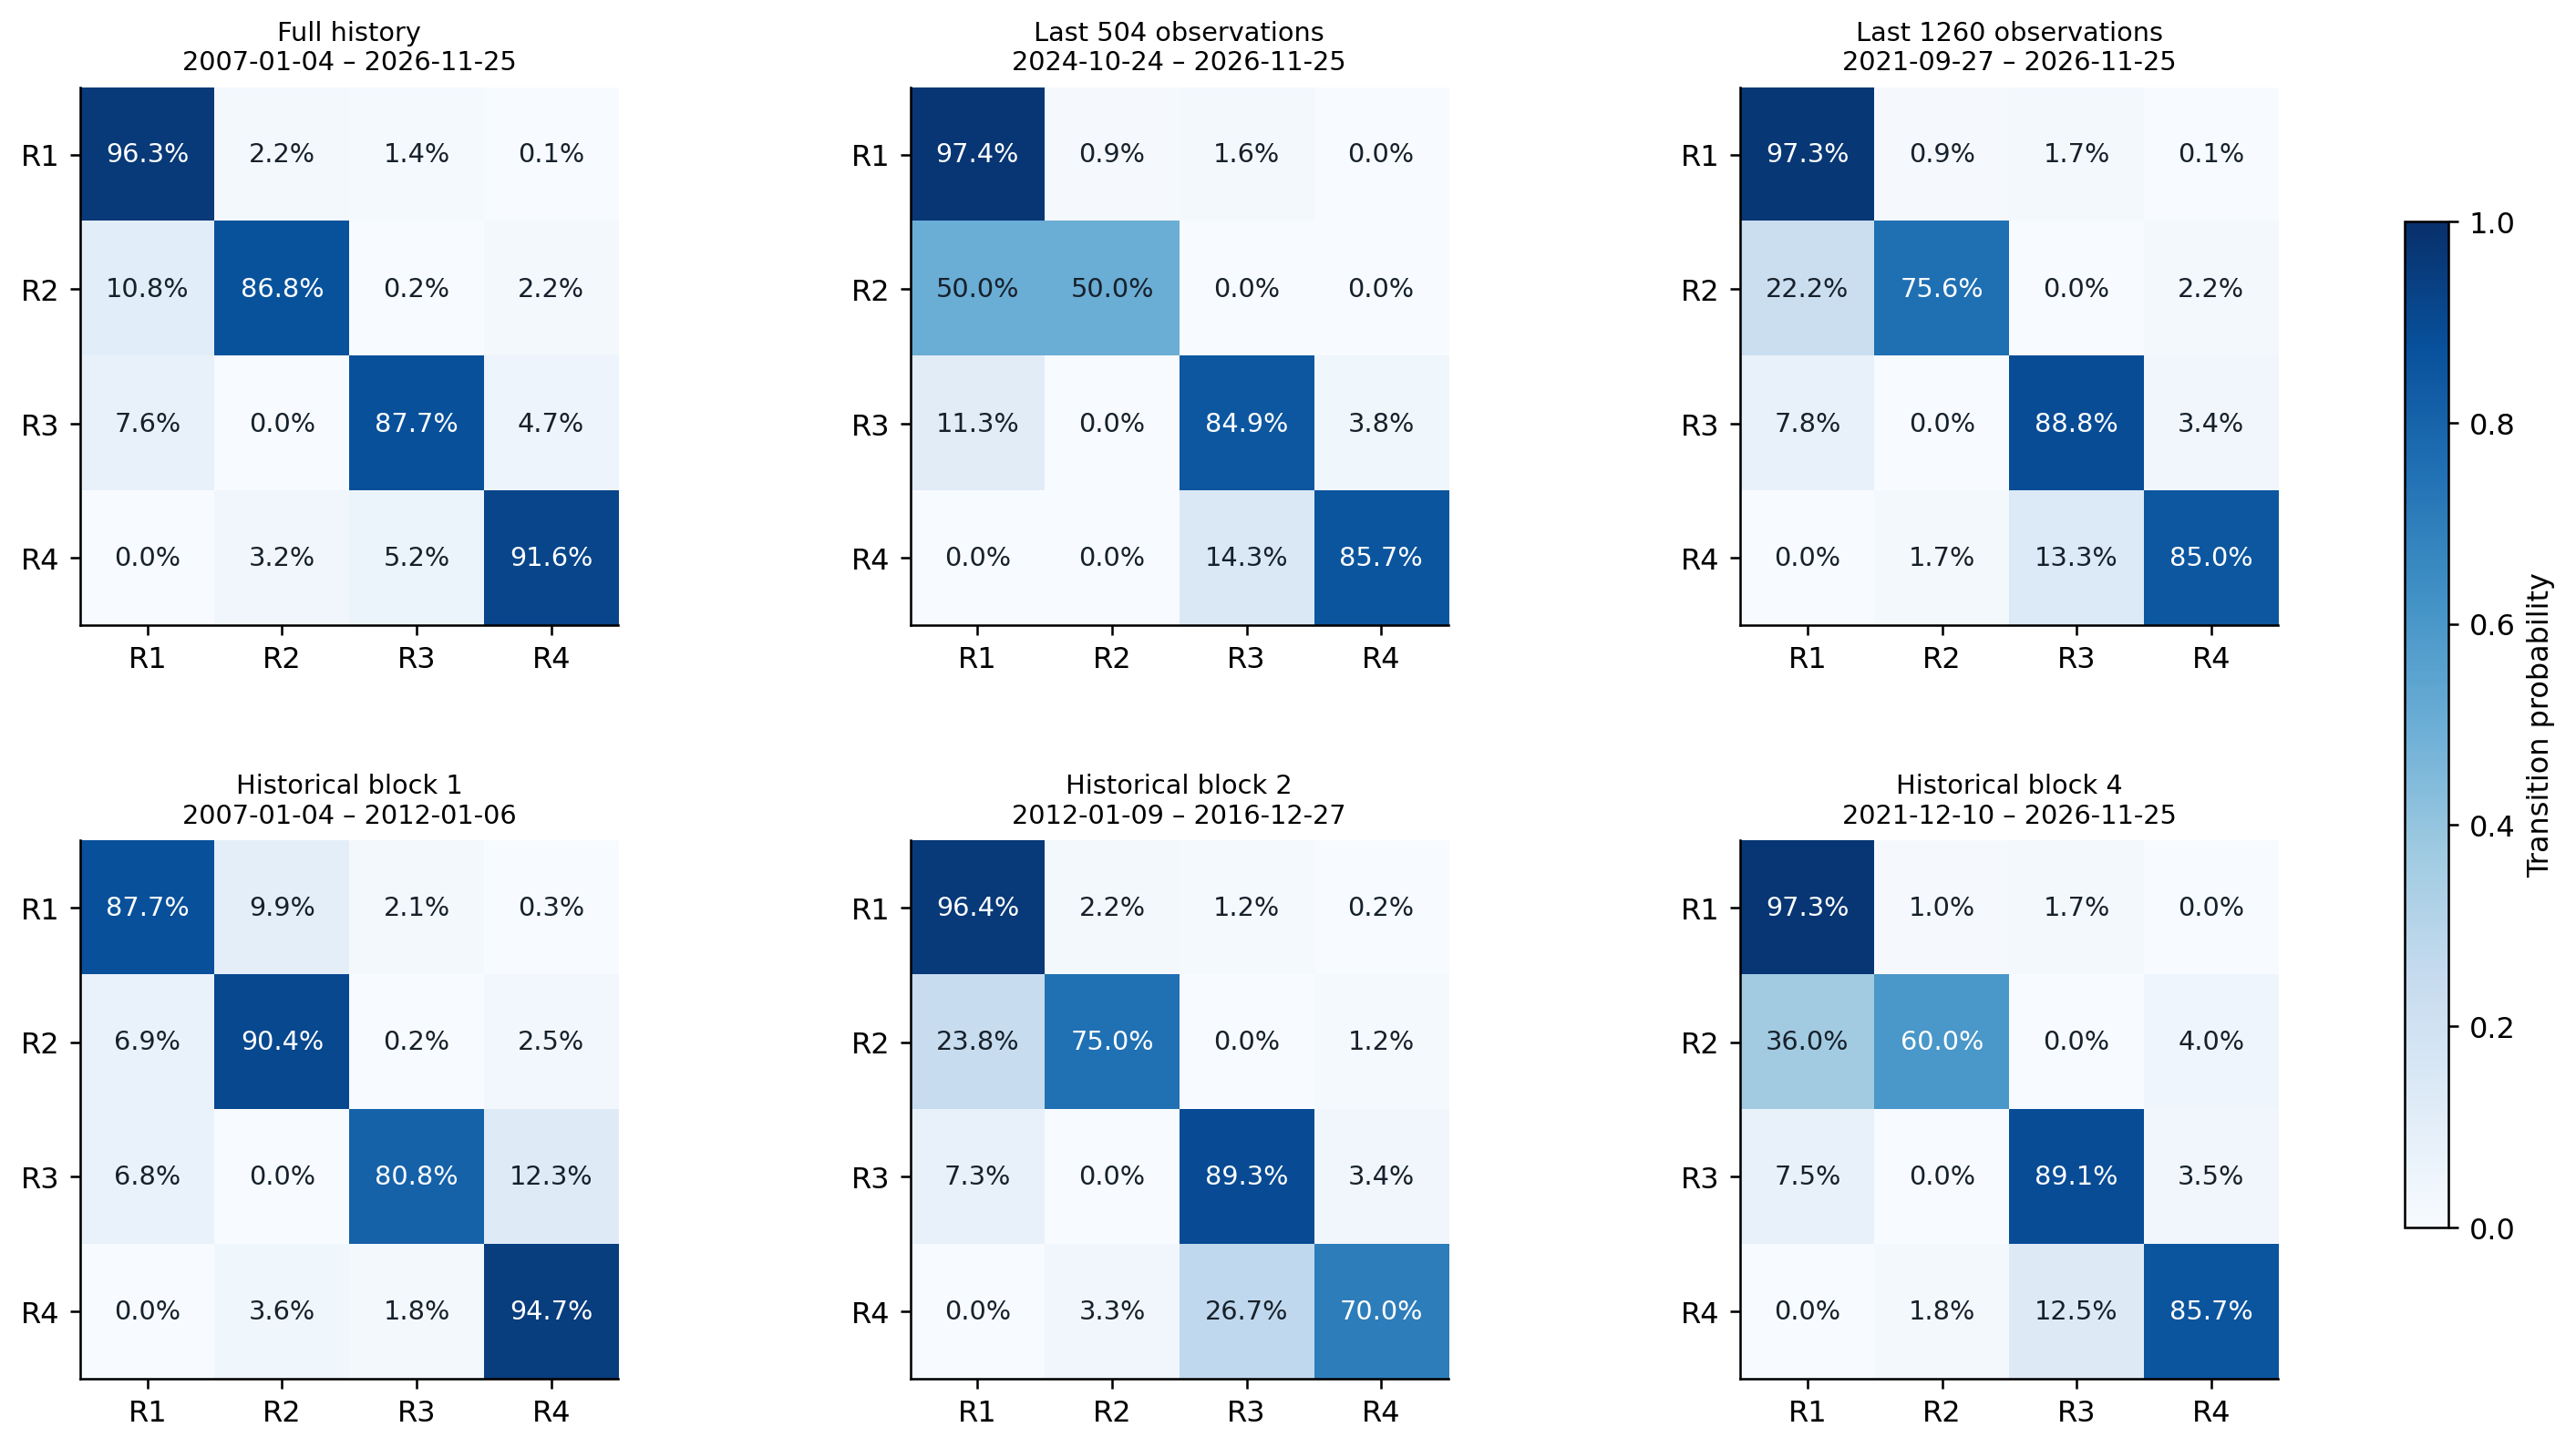 Full history
2007-01-04 – 2026-11-25
R1 96.3% 2.2% 1.4% 0.1%
R2 10.8% 86.8% 0.2% 2.2%
R3 7.6% 0.0% 87.7% 4.7%
R4 0.0% 3.2% 5.2% 91.6%
R1 R2 R3 R4
Last 504 observations
2024-10-24 – 2026-11-25
R1 97.4% 0.9% 1.6% 0.0%
R2 50.0% 50.0% 0.0% 0.0%
R3 11.3% 0.0% 84.9% 3.8%
R4 0.0% 0.0% 14.3% 85.7%
R1 R2 R3 R4
Last 1260 observations
2021-09-27 – 2026-11-25
R1 97.3% 0.9% 1.7% 0.1%
R2 22.2% 75.6% 0.0% 2.2%
R3 7.8% 0.0% 88.8% 3.4%
R4 0.0% 1.7% 13.3% 85.0%
R1 R2 R3 R4
Historical block 1
2007-01-04 – 2012-01-06
R1 87.7% 9.9% 2.1% 0.3%
R2 6.9% 90.4% 0.2% 2.5%
R3 6.8% 0.0% 80.8% 12.3%
R4 0.0% 3.6% 1.8% 94.7%
R1 R2 R3 R4
Historical block 2
2012-01-09 – 2016-12-27
R1 96.4% 2.2% 1.2% 0.2%
R2 23.8% 75.0% 0.0% 1.2%
R3 7.3% 0.0% 89.3% 3.4%
R4 0.0% 3.3% 26.7% 70.0%
R1 R2 R3 R4
Historical block 4
2021-12-10 – 2026-11-25
R1 97.3% 1.0% 1.7% 0.0%
R2 36.0% 60.0% 0.0% 4.0%
R3 7.5% 0.0% 89.1% 3.5%
R4 0.0% 1.8% 12.5% 85.7%
R1 R2 R3 R4
1.0
0.8
0.6
0.4
0.2
0.0
Transition probability